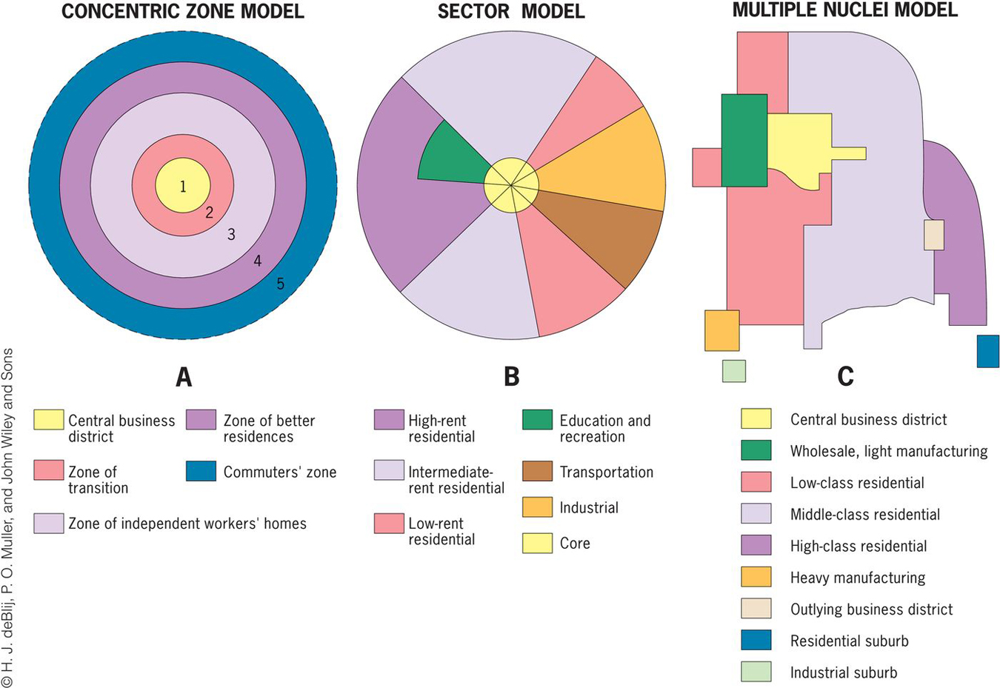 CONCENTRIC ZONE MODEL
SECTOR MODEL
MULTIPLE NUCLEI MODEL
1
2
3
4
5
A
B
C
Central business
district
Zone of
transition
Zone of independent workers' homes
Zone of better
residences
Commuters' zone
High-rent
residential
Intermediate-
rent residential
Low-rent
residential
Education and
recreation
Transportation
Industrial
Core
Central business district
Wholesale, light manufacturing
Low-class residential
Middle-class residential
High-class residential
Heavy manufacturing
Outlying business district
Residential suburb
Industrial suburb
© H. J. deBlij, P. O. Muller, and John Wiley and Sons